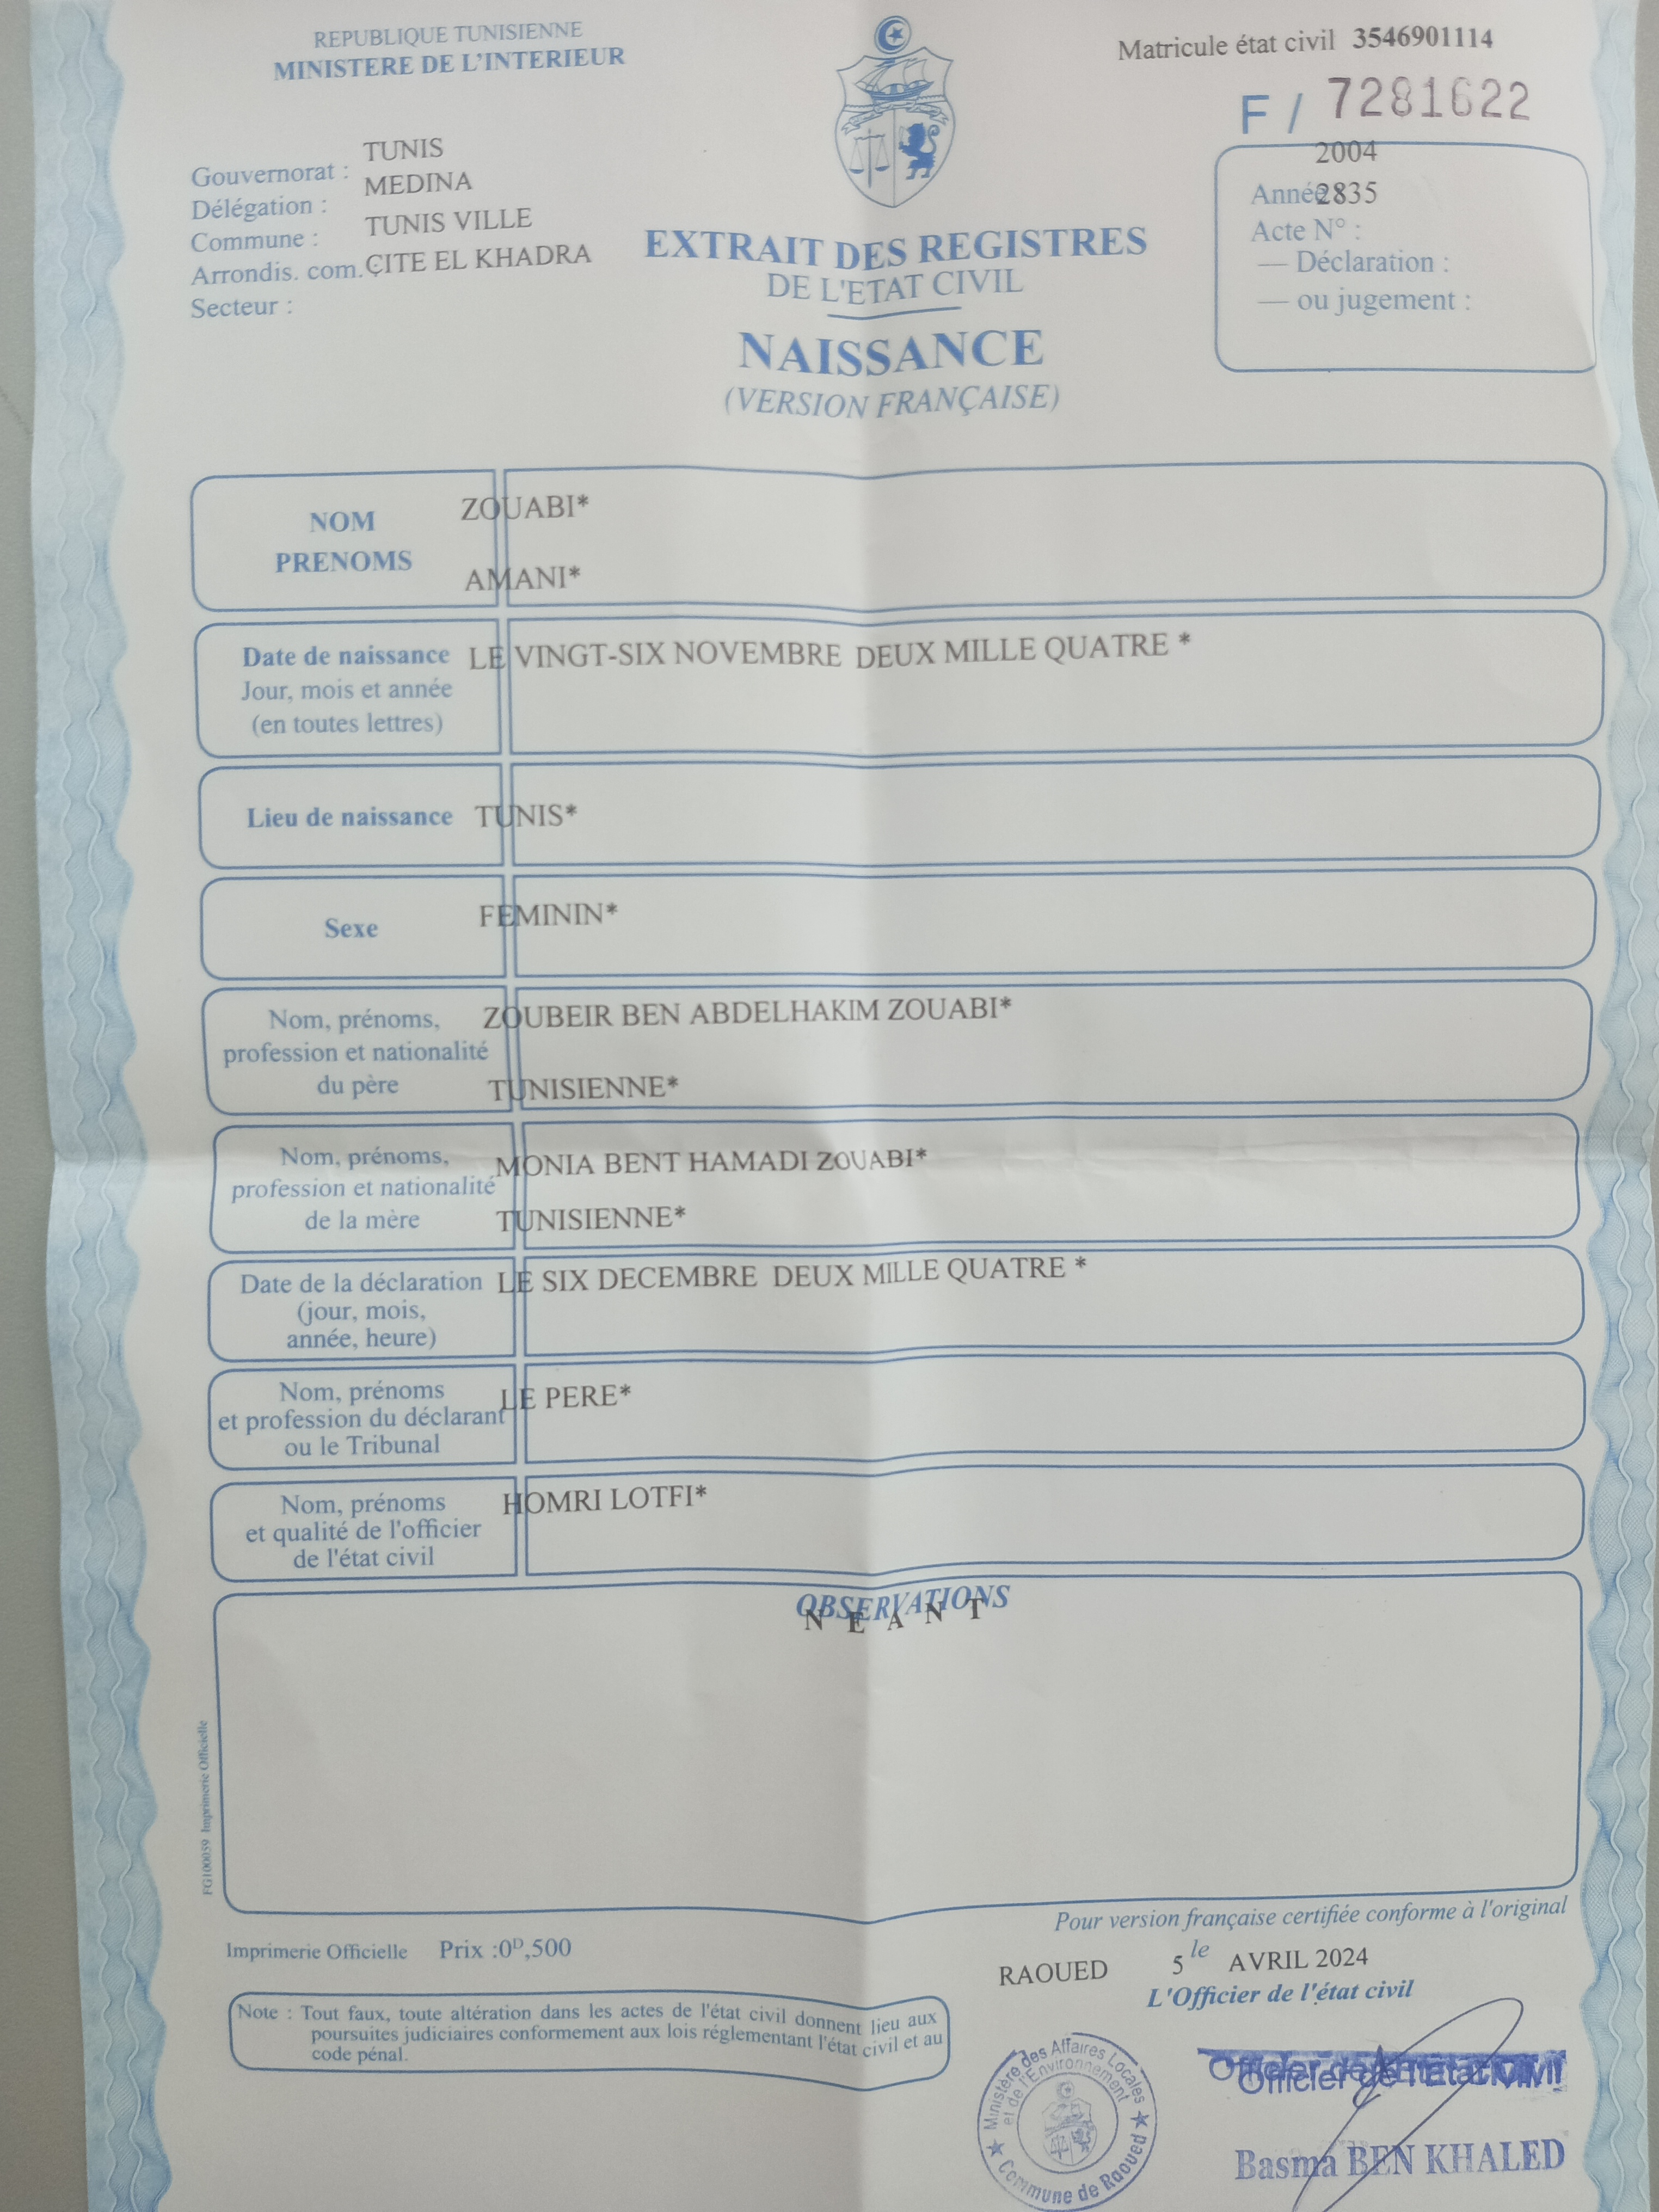 REPUBLIQUE TUNISIENNE
MINISTERE DE L'INTERIEUR
Matricule état civil 3546901114
F / 7281622
Gouvernorat : TUNIS
Délégation : MEDINA
Commune : TUNIS VILLE
Arrondis. com. CITE EL KHADRA
Secteur :
2004
Année 2835
Acte N° :
— Déclaration :
— ou jugement :
EXTRAIT DES REGISTRES
DE L'ETAT CIVIL
NAISSANCE
(VERSION FRANÇAISE)
NOM ZOUABI*
PRENOMS AMANI*
Date de naissance LE VINGT-SIX NOVEMBRE DEUX MILLE QUATRE *
Jour, mois et année
(en toutes lettres)
Lieu de naissance TUNIS*
Sexe FEMININ*
Nom, prénoms, ZOUBEIR BEN ABDELHAKIM ZOUABI*
profession et nationalité
du père TUNISIENNE*
Nom, prénoms, MONIA BENT HAMADI ZOUABI*
profession et nationalité
de la mère TUNISIENNE*
Date de la déclaration LE SIX DECEMBRE DEUX MILLE QUATRE *
(jour, mois,
année, heure)
Nom, prénoms LE PERE*
et profession du déclarant
ou le Tribunal
Nom, prénoms HOMRI LOTFI*
et qualité de l'officier
de l'état civil
OBSERVATIONS
N E A N T
FG100059 Imprimerie Officielle
Pour version française certifiée conforme à l'original
Imprimerie Officielle Prix :0ᴰ,500
RAOUED 5 le AVRIL 2024
L'Officier de l'état civil
Note : Tout faux, toute altération dans les actes de l'état civil donnent lieu aux
poursuites judiciaires conformement aux lois réglementant l'état civil et au
code pénal.
Ministère des Affaires Locales
et de l'Environnement
Commune de Raoued
Officier de l'Etat Civil
Basma BEN KHALED